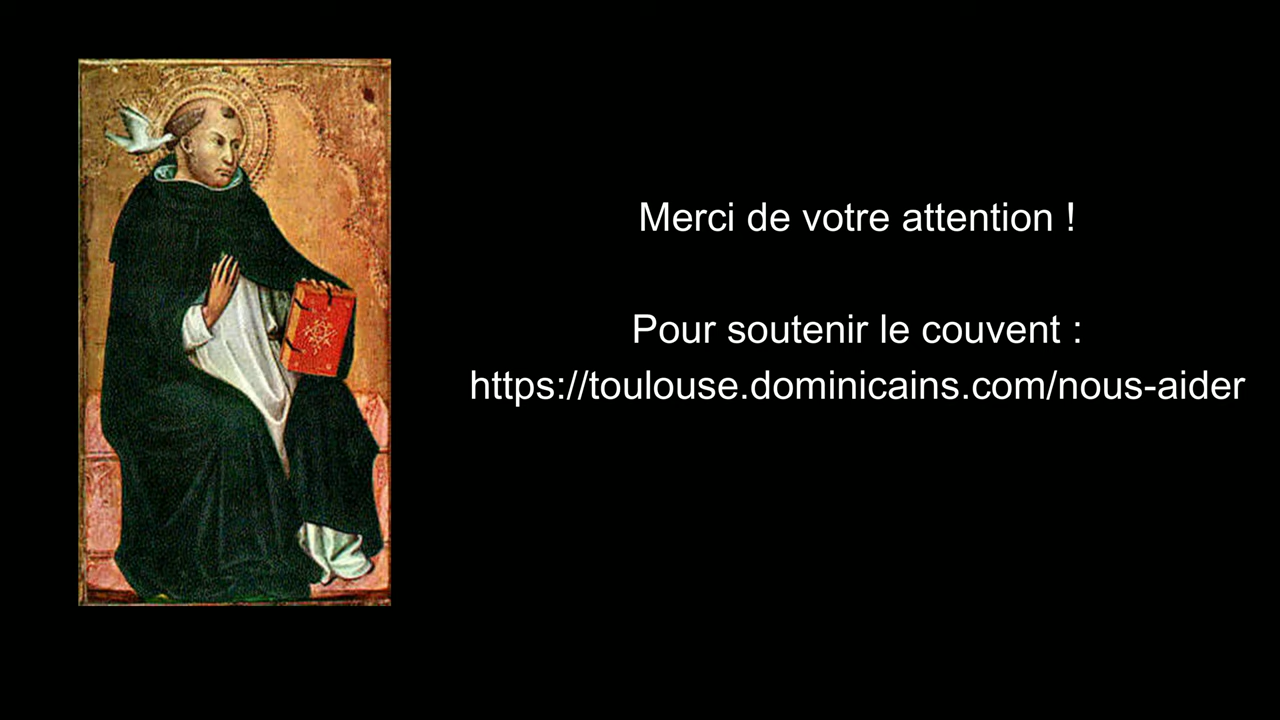 Merci de votre attention !
Pour soutenir le couvent :
https://toulouse.dominicains.com/nous-aider